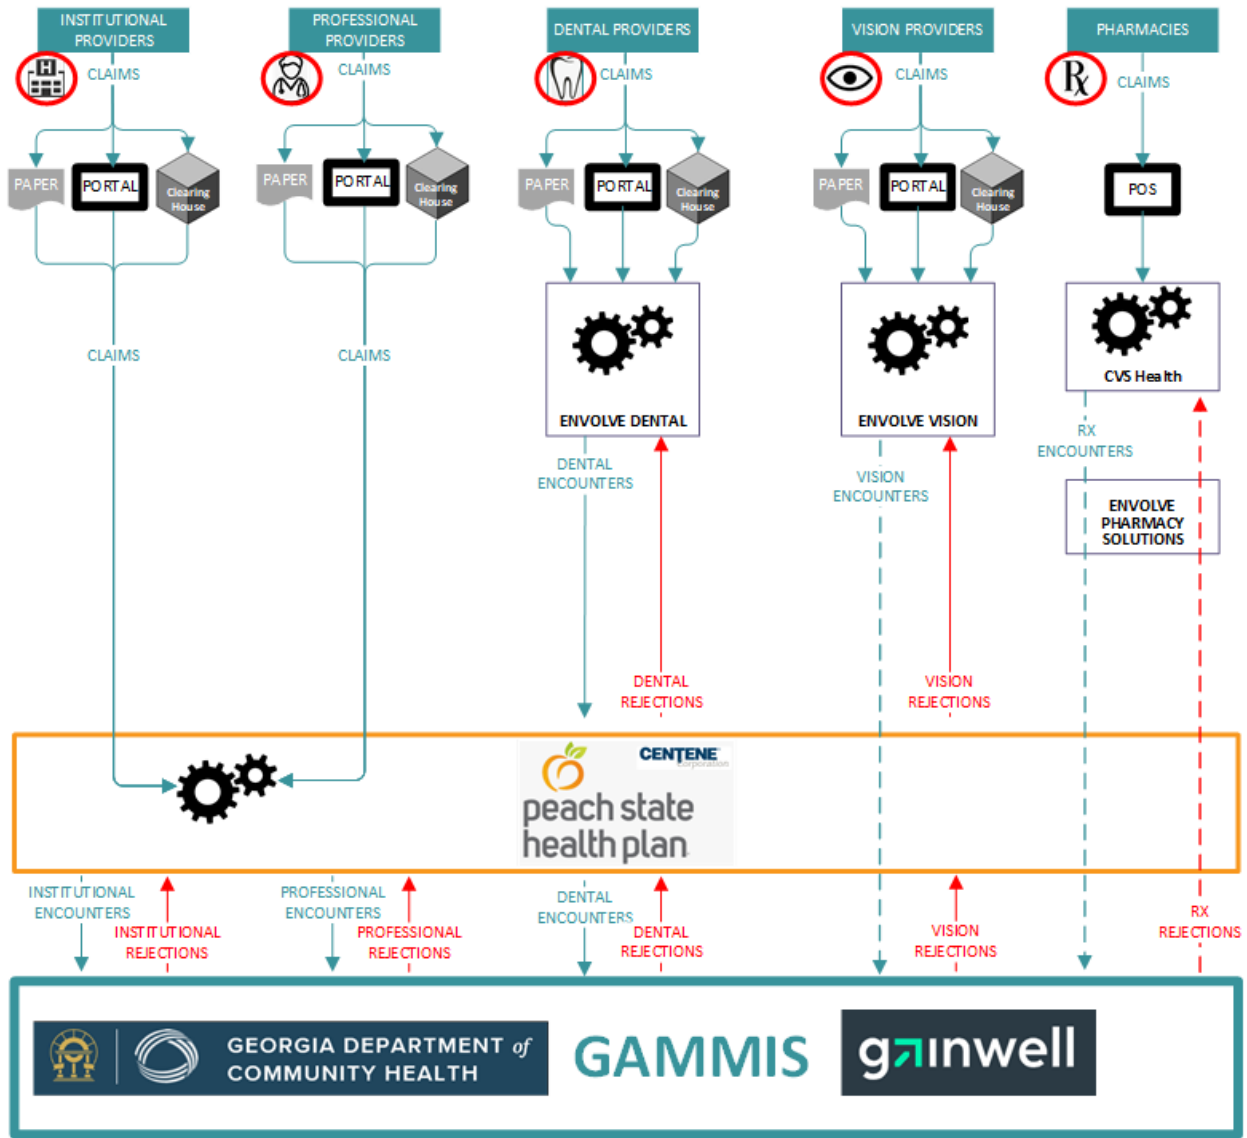 INSTITUTIONAL
PROVIDERS
PROFESSIONAL
PROVIDERS
DENTAL PROVIDERS
VISION PROVIDERS
PHARMACIES
H
CLAIMS
CLAIMS
CLAIMS
CLAIMS
Rx
CLAIMS
PAPER
PORTAL
Clearing
House
PAPER
PORTAL
Clearing
House
PAPER
PORTAL
Clearing
House
PAPER
PORTAL
Clearing
House
POS
CLAIMS
CLAIMS
ENVOLVE DENTAL
ENVOLVE VISION
CVS Health
DENTAL
ENCOUNTERS
VISION
ENCOUNTERS
RX
ENCOUNTERS
ENVOLVE
PHARMACY
SOLUTIONS
DENTAL
REJECTIONS
VISION
REJECTIONS
CENTENE
Corporation
peach state
health plan
INSTITUTIONAL
ENCOUNTERS
INSTITUTIONAL
REJECTIONS
PROFESSIONAL
ENCOUNTERS
PROFESSIONAL
REJECTIONS
DENTAL
ENCOUNTERS
DENTAL
REJECTIONS
VISION
REJECTIONS
RX
REJECTIONS
GEORGIA DEPARTMENT of
COMMUNITY HEALTH
GAMMIS
gainwell